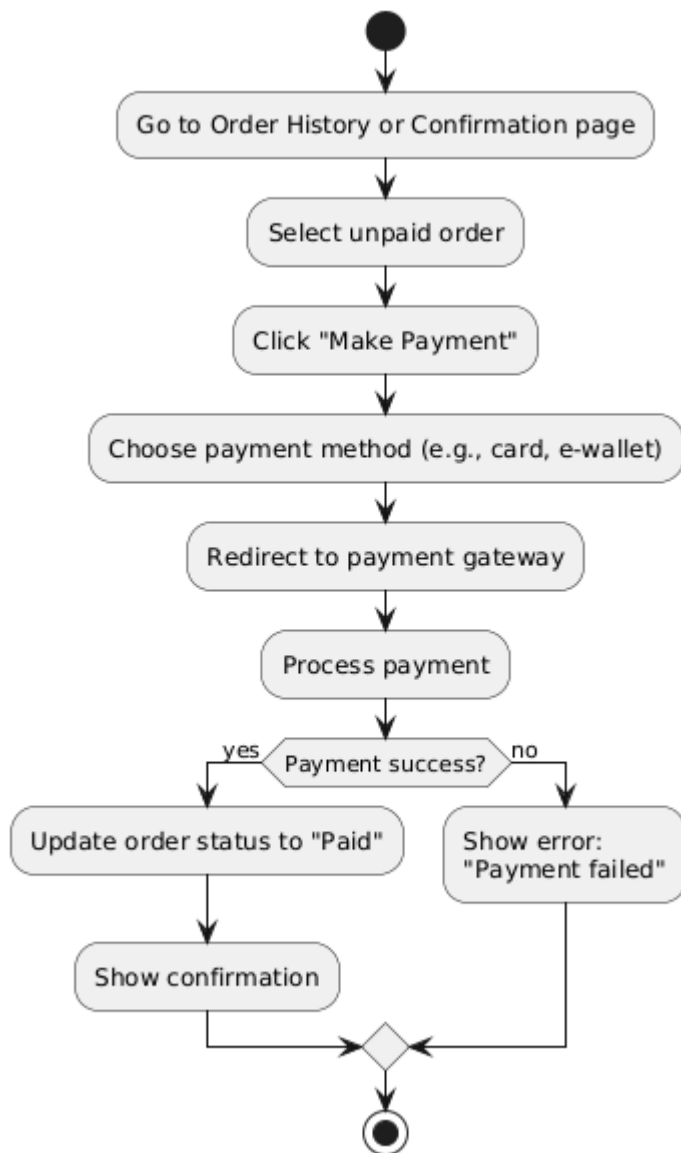 Go to Order History or Confirmation page
Select unpaid order
Click "Make Payment"
Choose payment method (e.g., card, e-wallet)
Redirect to payment gateway
Process payment
yes
Payment success?
no
Update order status to "Paid"
Show error:
"Payment failed"
Show confirmation